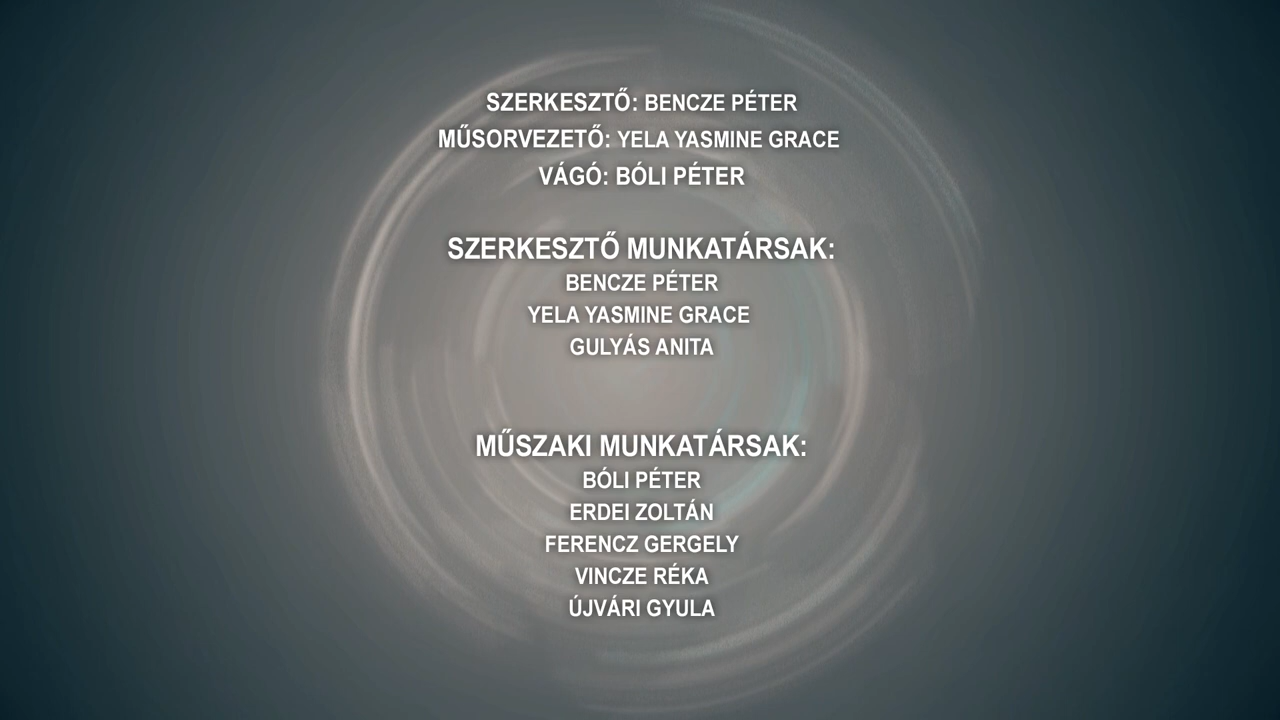 SZERKESZTŐ: BENCZE PÉTER
MŰSORVEZETŐ: YELA YASMINE GRACE
VÁGÓ: BÓLI PÉTER
SZERKESZTŐ MUNKATÁRSAK:
BENCZE PÉTER
YELA YASMINE GRACE
GULYÁS ANITA
MŰSZAKI MUNKATÁRSAK:
BÓLI PÉTER
ERDEI ZOLTÁN
FERENCZ GERGELY
VINCZE RÉKA
ÚJVÁRI GYULA